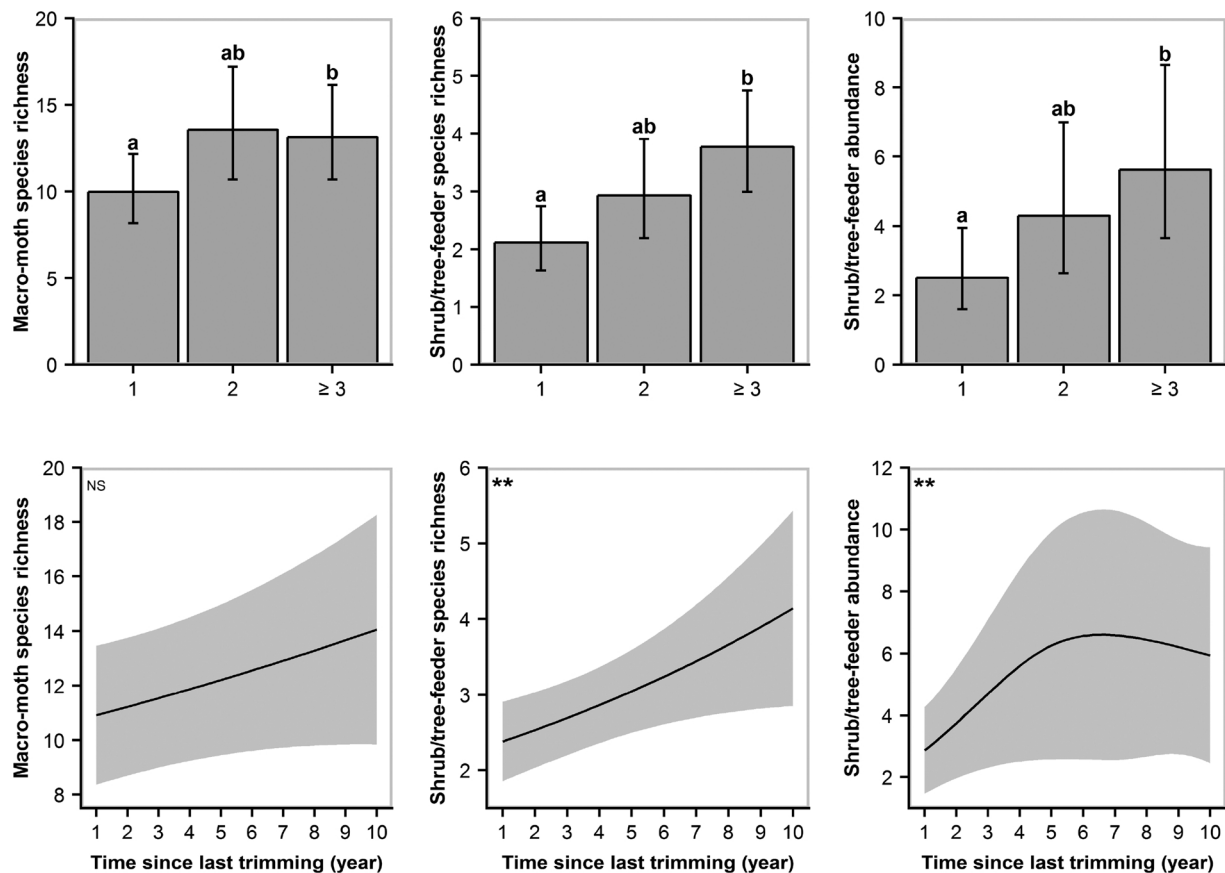 Macro-moth species richness
20
15
10
5
0
a
ab
b
1
2
≥ 3
Shrub/tree-feeder species richness
6
5
4
3
2
1
0
a
ab
b
1
2
≥ 3
Shrub/tree-feeder abundance
10
8
6
4
2
0
a
ab
b
1
2
≥ 3
Macro-moth species richness
20
18
16
14
12
10
8
NS
1 2 3 4 5 6 7 8 9 10
Time since last trimming (year)
Shrub/tree-feeder species richness
6
5
4
3
2
**
1 2 3 4 5 6 7 8 9 10
Time since last trimming (year)
Shrub/tree-feeder abundance
12
10
8
6
4
2
**
1 2 3 4 5 6 7 8 9 10
Time since last trimming (year)